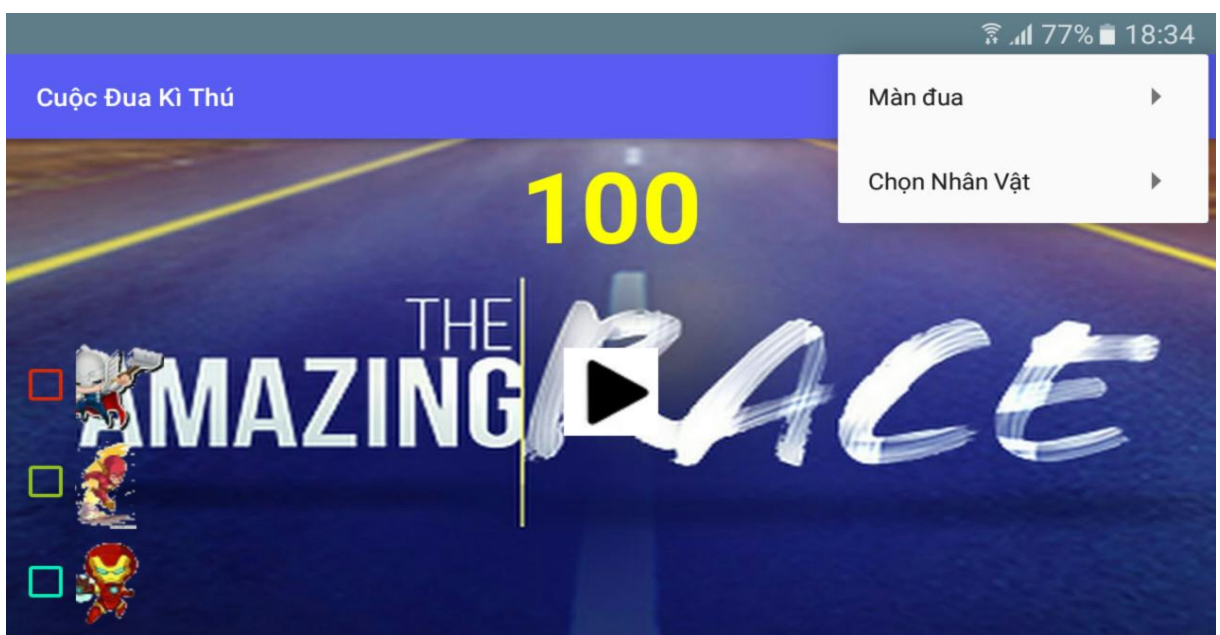 77% 18:34
Cuộc Đua Kì Thú
Màn đua
Chọn Nhân Vật
100
THE
AMAZING RACE